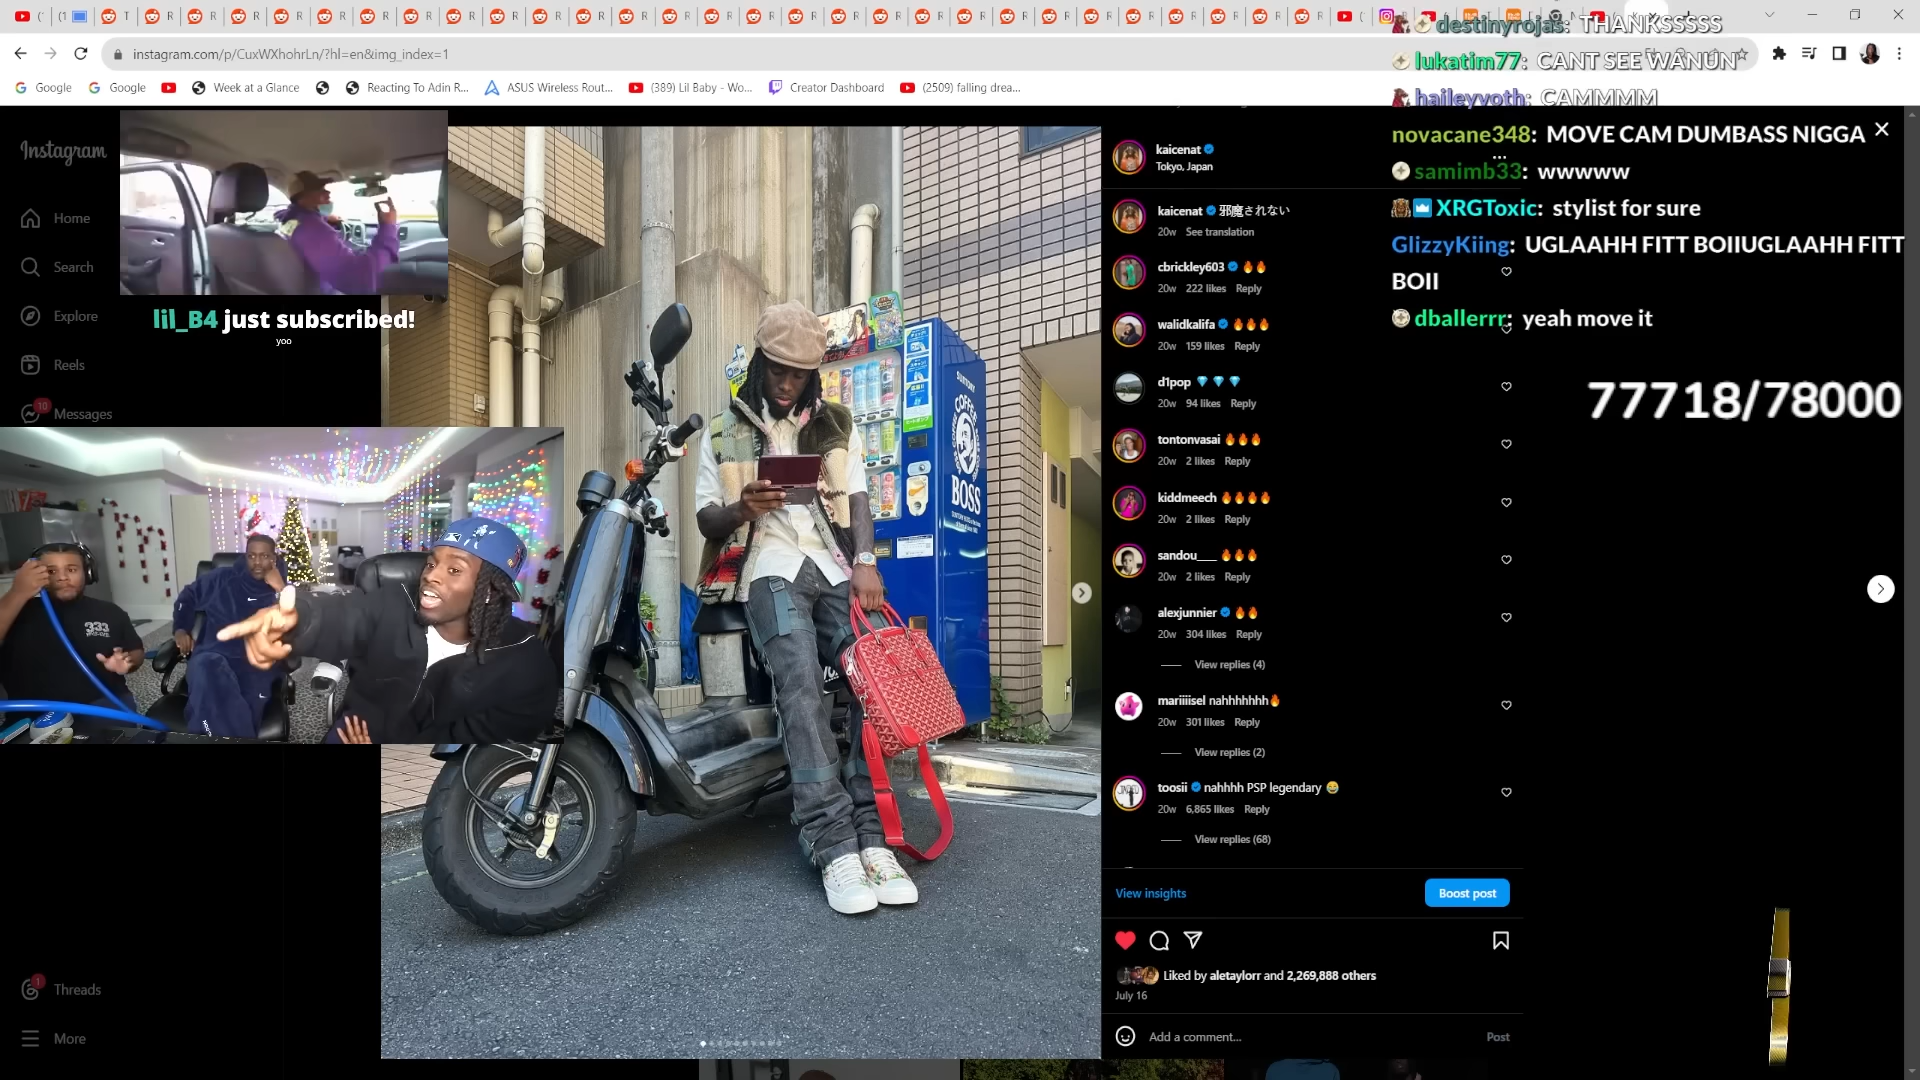 instagram.com/p/CuxWXhohrLn/?hl=en&img_index=1
Google
Google
Week at a Glance
Reacting To Adin R...
ASUS Wireless Rout...
(389) Lil Baby - Wo...
Creator Dashboard
(2509) falling drea...
destinyrojas: THANKSSSSS
lukatim77: CANT SEE WANUN
haileyvoth: CAMMMM
novacane348: MOVE CAM DUMBASS NIGGA
samimb33: wwwww
XRGToxic: stylist for sure
GlizzyKiing: UGLAAHH FITT BOIIUGLAAHH FITT
BOII
dballerrr: yeah move it
77718/78000
Instagram
Home
Search
Explore
Reels
10
Messages
1
Threads
More
lil_B4 just subscribed!
yoo
333
SUNTORY
COFFEE
BOSS
kaicenat
Tokyo, Japan
kaicenat 邪魔されない
20w See translation
cbrickley603 🔥🔥
20w 222 likes Reply
walidkalifa 🔥🔥🔥
20w 159 likes Reply
d1pop 💎 💎 💎
20w 94 likes Reply
tontonvasai 🔥🔥🔥
20w 2 likes Reply
kiddmeech 🔥🔥🔥🔥
20w 2 likes Reply
sandou___ 🔥🔥🔥
20w 2 likes Reply
alexjunnier 🔥🔥
20w 304 likes Reply
View replies (4)
mariiiisel nahhhhhhh🔥
20w 301 likes Reply
View replies (2)
toosii nahhhh PSP legendary 😂
20w 6,865 likes Reply
View replies (68)
View insights
Boost post
Liked by aletaylorr and 2,269,888 others
July 16
Add a comment...
Post